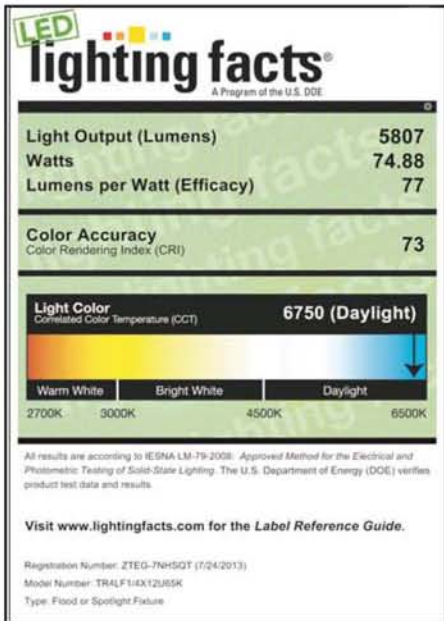 LED
lighting facts®
A Program of the U.S. DOE
Light Output (Lumens) 5807
Watts 74.88
Lumens per Watt (Efficacy) 77
Color Accuracy
Color Rendering Index (CRI) 73
Light Color
Correlated Color Temperature (CCT) 6750 (Daylight)
Warm White Bright White Daylight
2700K 3000K 4500K 6500K
All results are according to IESNA LM-79-2008: Approved Method for the Electrical and
Photometric Testing of Solid-State Lighting. The U.S. Department of Energy (DOE) verifies
product test data and results.
Visit www.lightingfacts.com for the Label Reference Guide.
Registration Number: ZTEG-7NHSQT (7/24/2013)
Model Number: TR4LF1/4X12U65K
Type: Flood or Spotlight Fixture